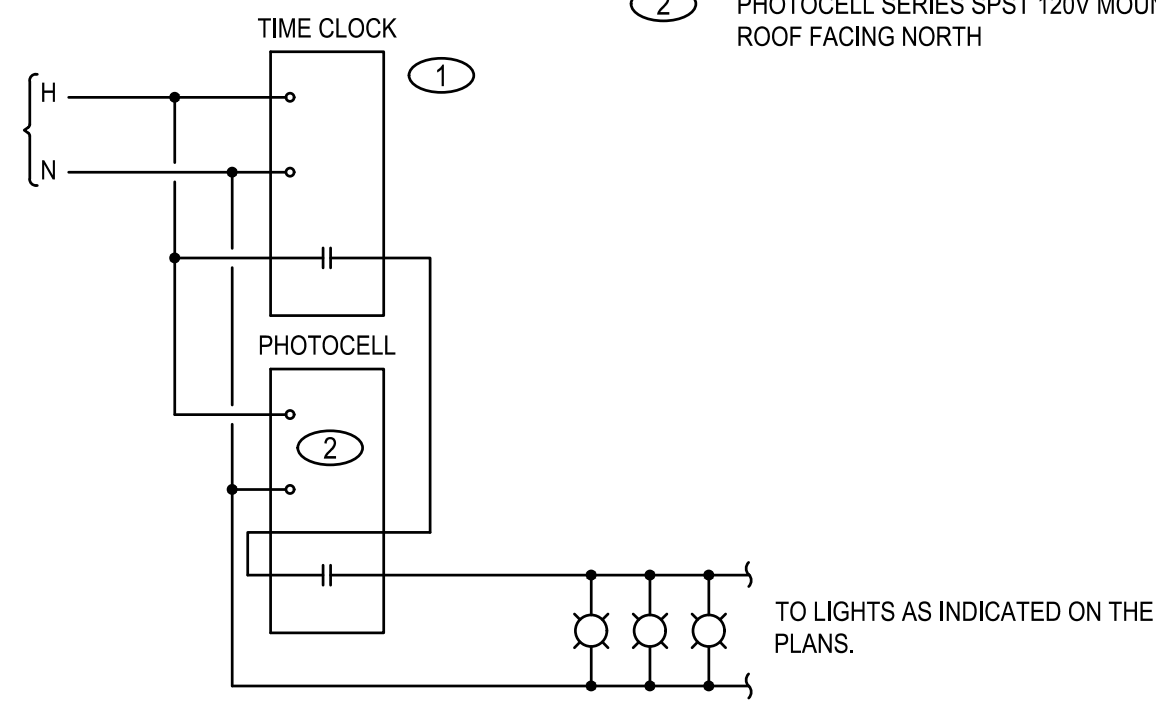 2 PHOTOCELL SERIES SPST 120V
ROOF FACING NORTH
TIME CLOCK
1
H
N
PHOTOCELL
2
TO LIGHTS AS INDICATED ON THE
PLANS.